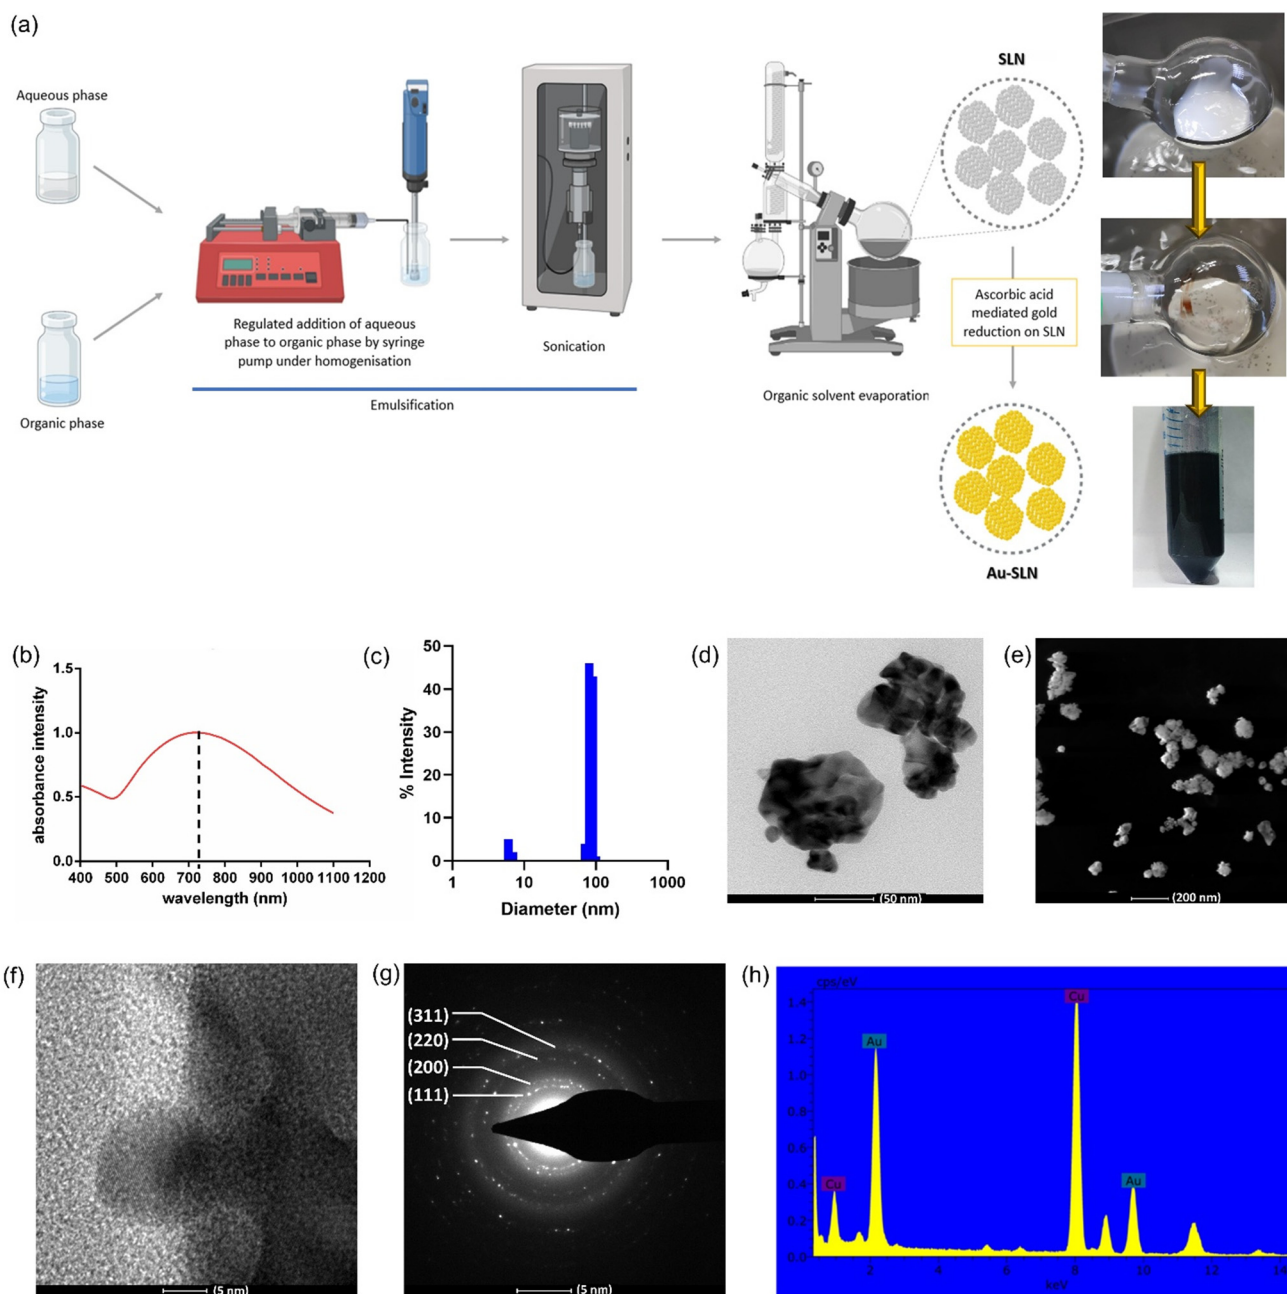 (a)
Aqueous phase
Organic phase
Regulated addition of aqueous
phase to organic phase by syringe
pump under homogenisation
Sonication
Emulsification
Organic solvent evaporation
SLN
Ascorbic acid
mediated gold
reduction on SLN
Au-SLN
(b)
absorbance intensity
1.5
1.0
0.5
0.0
400 500 600 700 800 900 1000 1100 1200
wavelength (nm)
(c)
% Intensity
50
40
30
20
10
0
1 10 100 1000
Diameter (nm)
(d)
(50 nm)
(e)
(200 nm)
(f)
(5 nm)
(g)
(311)
(220)
(200)
(111)
(5 nm)
(h)
cps/eV
1.4
1.2
1.0
0.8
0.6
0.4
0.2
0.0
Cu
Au
Cu
Au
2 4 6 8 10 12 14
keV